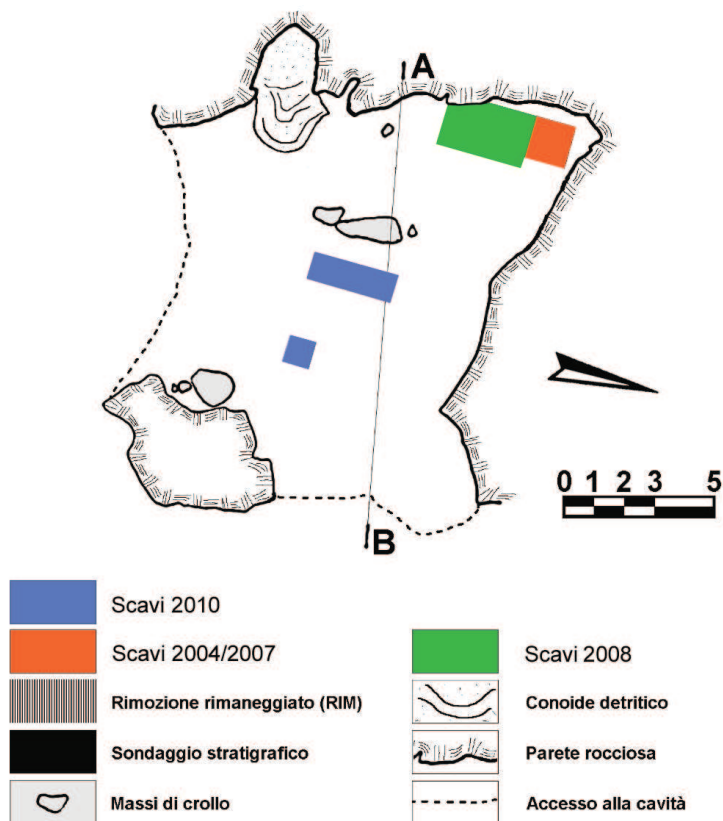 A
0 1 2 3 5
B
Scavi 2010
Scavi 2004/2007
Scavi 2008
Rimozione rimaneggiato (RIM)
Conoide detritico
Sondaggio stratigrafico
Parete rocciosa
Massi di crollo
Accesso alla cavità